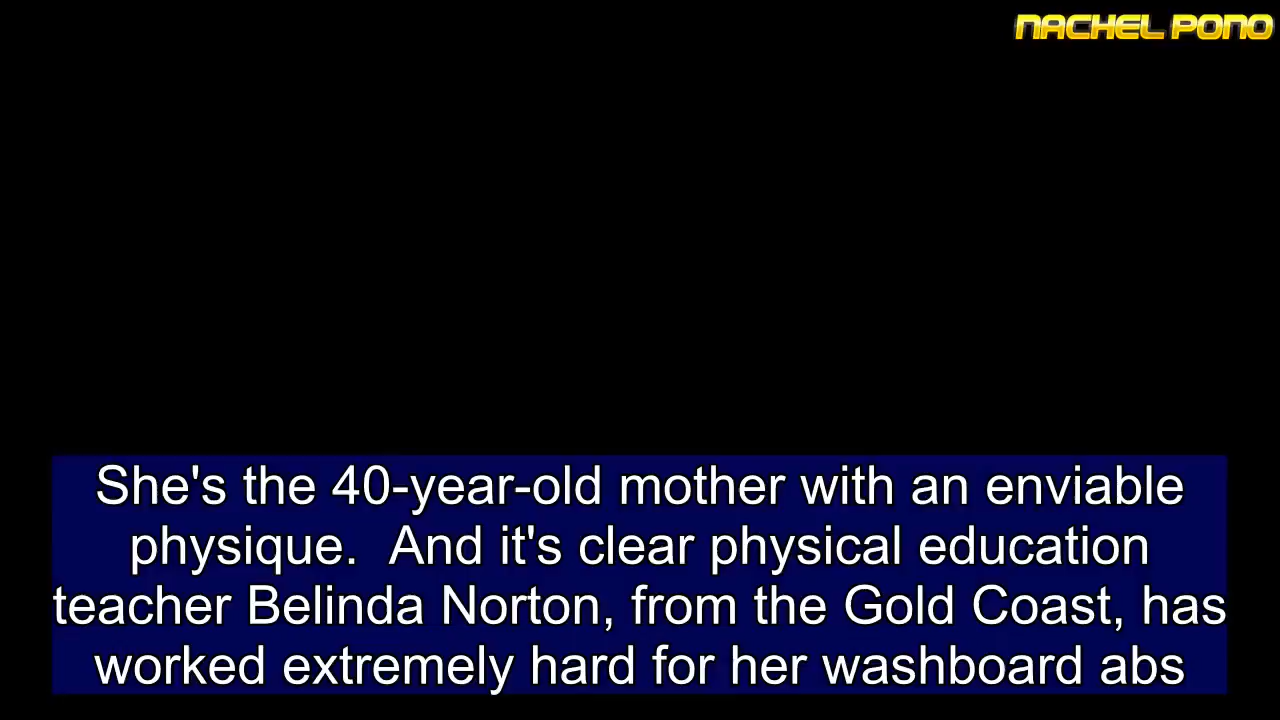 NACHEL PONO
She's the 40-year-old mother with an enviable
physique.  And it's clear physical education
teacher Belinda Norton, from the Gold Coast, has
worked extremely hard for her washboard abs